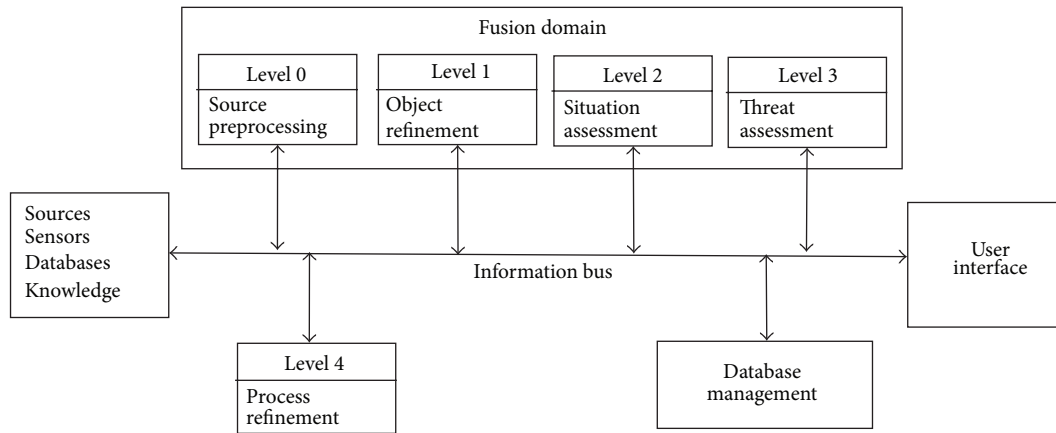 Fusion domain
Level 0
Source
preprocessing
Level 1
Object
refinement
Level 2
Situation
assessment
Level 3
Threat
assessment
Sources
Sensors
Databases
Knowledge
Information bus
User
interface
Level 4
Process
refinement
Database
management